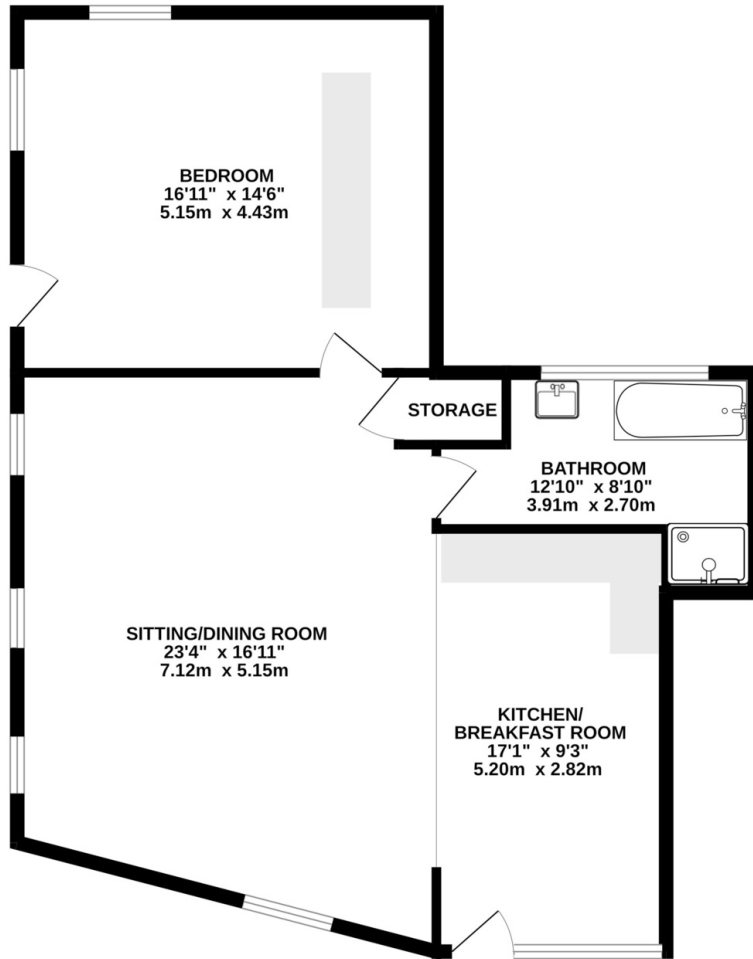 BEDROOM
16'11" x 14'6"
5.15m x 4.43m
STORAGE
BATHROOM
12'10" x 8'10"
3.91m x 2.70m
SITTING/DINING ROOM
23'4" x 16'11"
7.12m x 5.15m
KITCHEN/
BREAKFAST ROOM
17'1" x 9'3"
5.20m x 2.82m